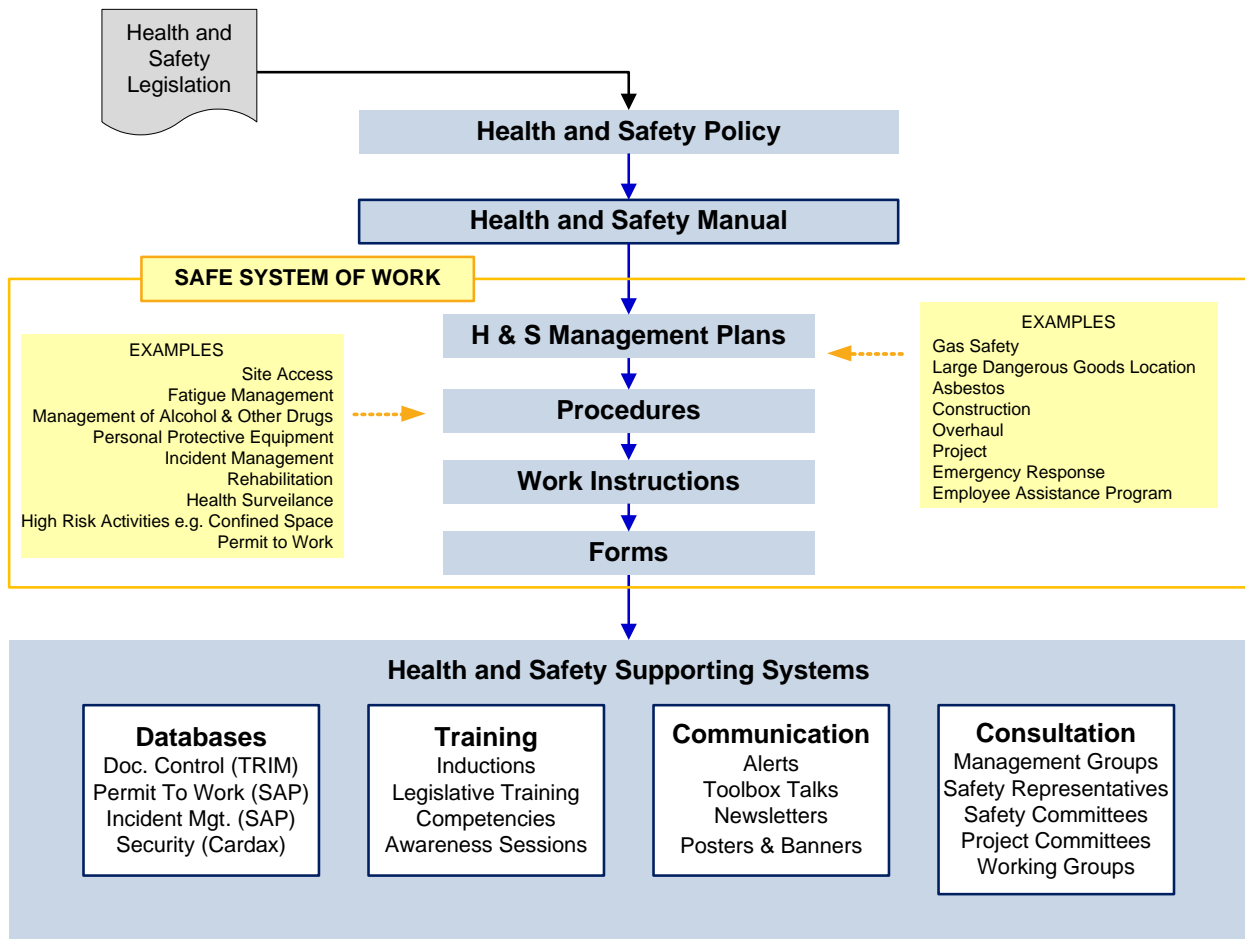 Health and
Safety
Legislation
Health and Safety Policy
Health and Safety Manual
SAFE SYSTEM OF WORK
EXAMPLES
Site Access
Fatigue Management
Management of Alcohol & Other Drugs
Personal Protective Equipment
Incident Management
Rehabilitation
Health Surveilance
High Risk Activities e.g. Confined Space
Permit to Work
H & S Management Plans
Procedures
Work Instructions
Forms
EXAMPLES
Gas Safety
Large Dangerous Goods Location
Asbestos
Construction
Overhaul
Project
Emergency Response
Employee Assistance Program
Health and Safety Supporting Systems
Databases
Doc. Control (TRIM)
Permit To Work (SAP)
Incident Mgt. (SAP)
Security (Cardax)
Training
Inductions
Legislative Training
Competencies
Awareness Sessions
Communication
Alerts
Toolbox Talks
Newsletters
Posters & Banners
Consultation
Management Groups
Safety Representatives
Safety Committees
Project Committees
Working Groups